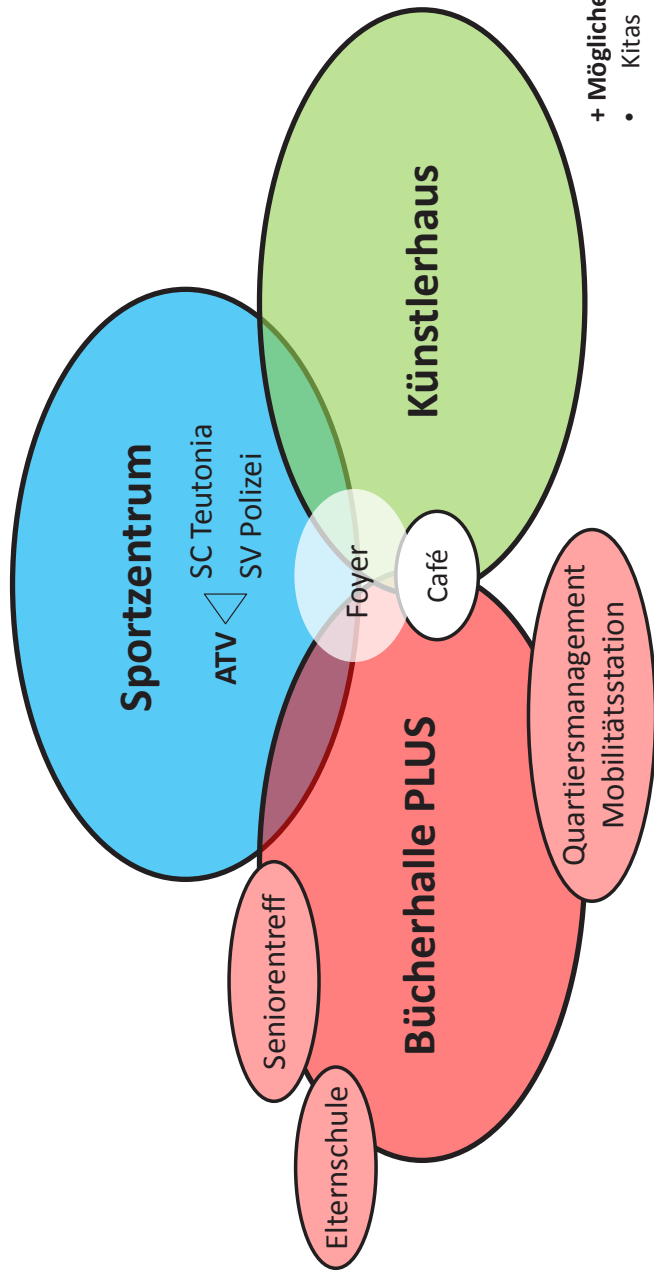 Sportzentrum
ATV
SC Teutonia
SV Polizei
Foyer
Café
Künstlerhaus
Bücherhalle PLUS
Seniorentreff
Elternschule
Quartiersmanagement
Mobilitätsstation
+ Mögliche
• Kitas